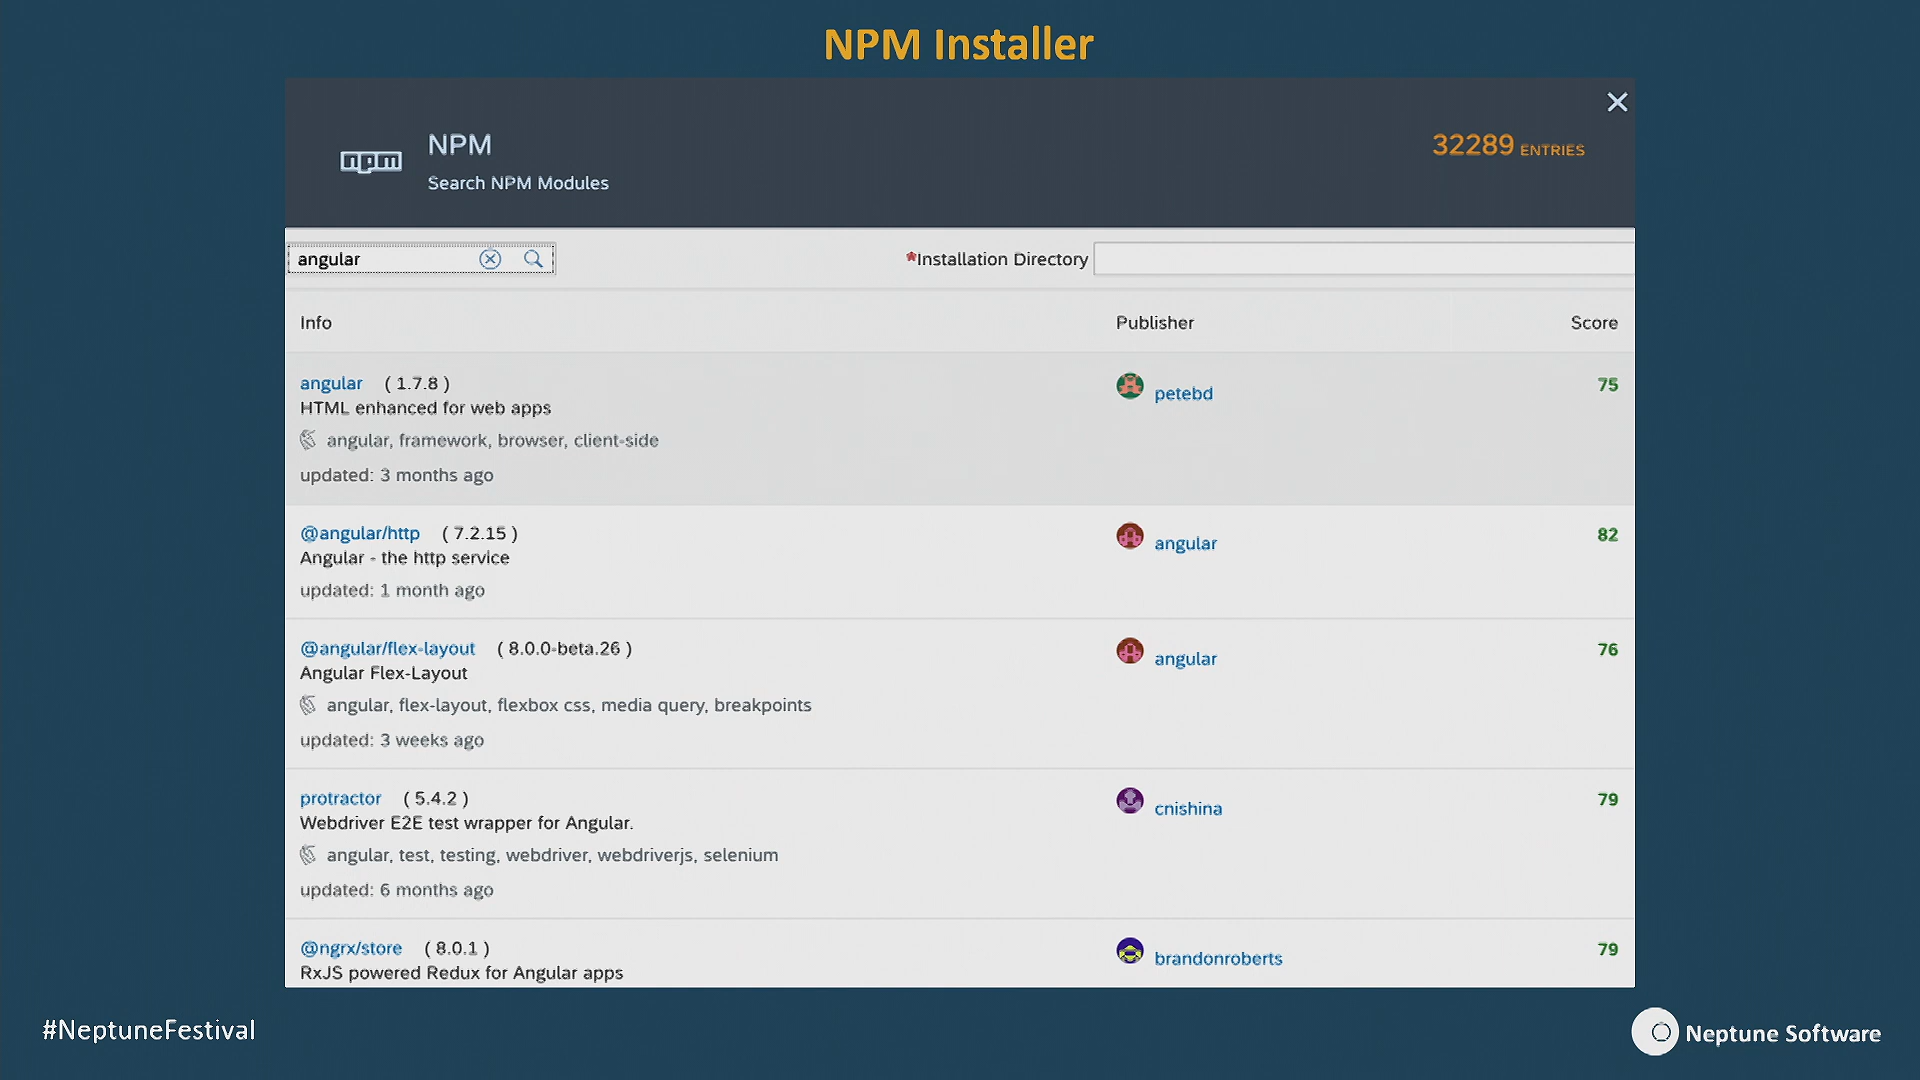 NPM Installer
npm
NPM
Search NPM Modules
32289 ENTRIES
angular
*Installation Directory
Info Publisher Score
angular ( 1.7.8 ) petebd 75
HTML enhanced for web apps
angular, framework, browser, client-side
updated: 3 months ago
@angular/http ( 7.2.15 ) angular 82
Angular - the http service
updated: 1 month ago
@angular/flex-layout ( 8.0.0-beta.26 ) angular 76
Angular Flex-Layout
angular, flex-layout, flexbox css, media query, breakpoints
updated: 3 weeks ago
protractor ( 5.4.2 ) cnishina 79
Webdriver E2E test wrapper for Angular.
angular, test, testing, webdriver, webdriverjs, selenium
updated: 6 months ago
@ngrx/store ( 8.0.1 ) brandonroberts 79
RxJS powered Redux for Angular apps
#NeptuneFestival
Neptune Software